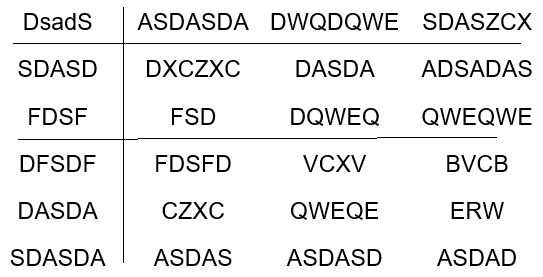 DsadS ASDASDA DWQDQWE SDASZCX
SDASD DXCZXC DASDA ADSADAS
FDSF FSD DQWEQ QWEQWE
DFSDF FDSFD VCXV BVCB
DASDA CZXC QWEQE ERW
SDASDA ASDAS ASDASD ASDAD